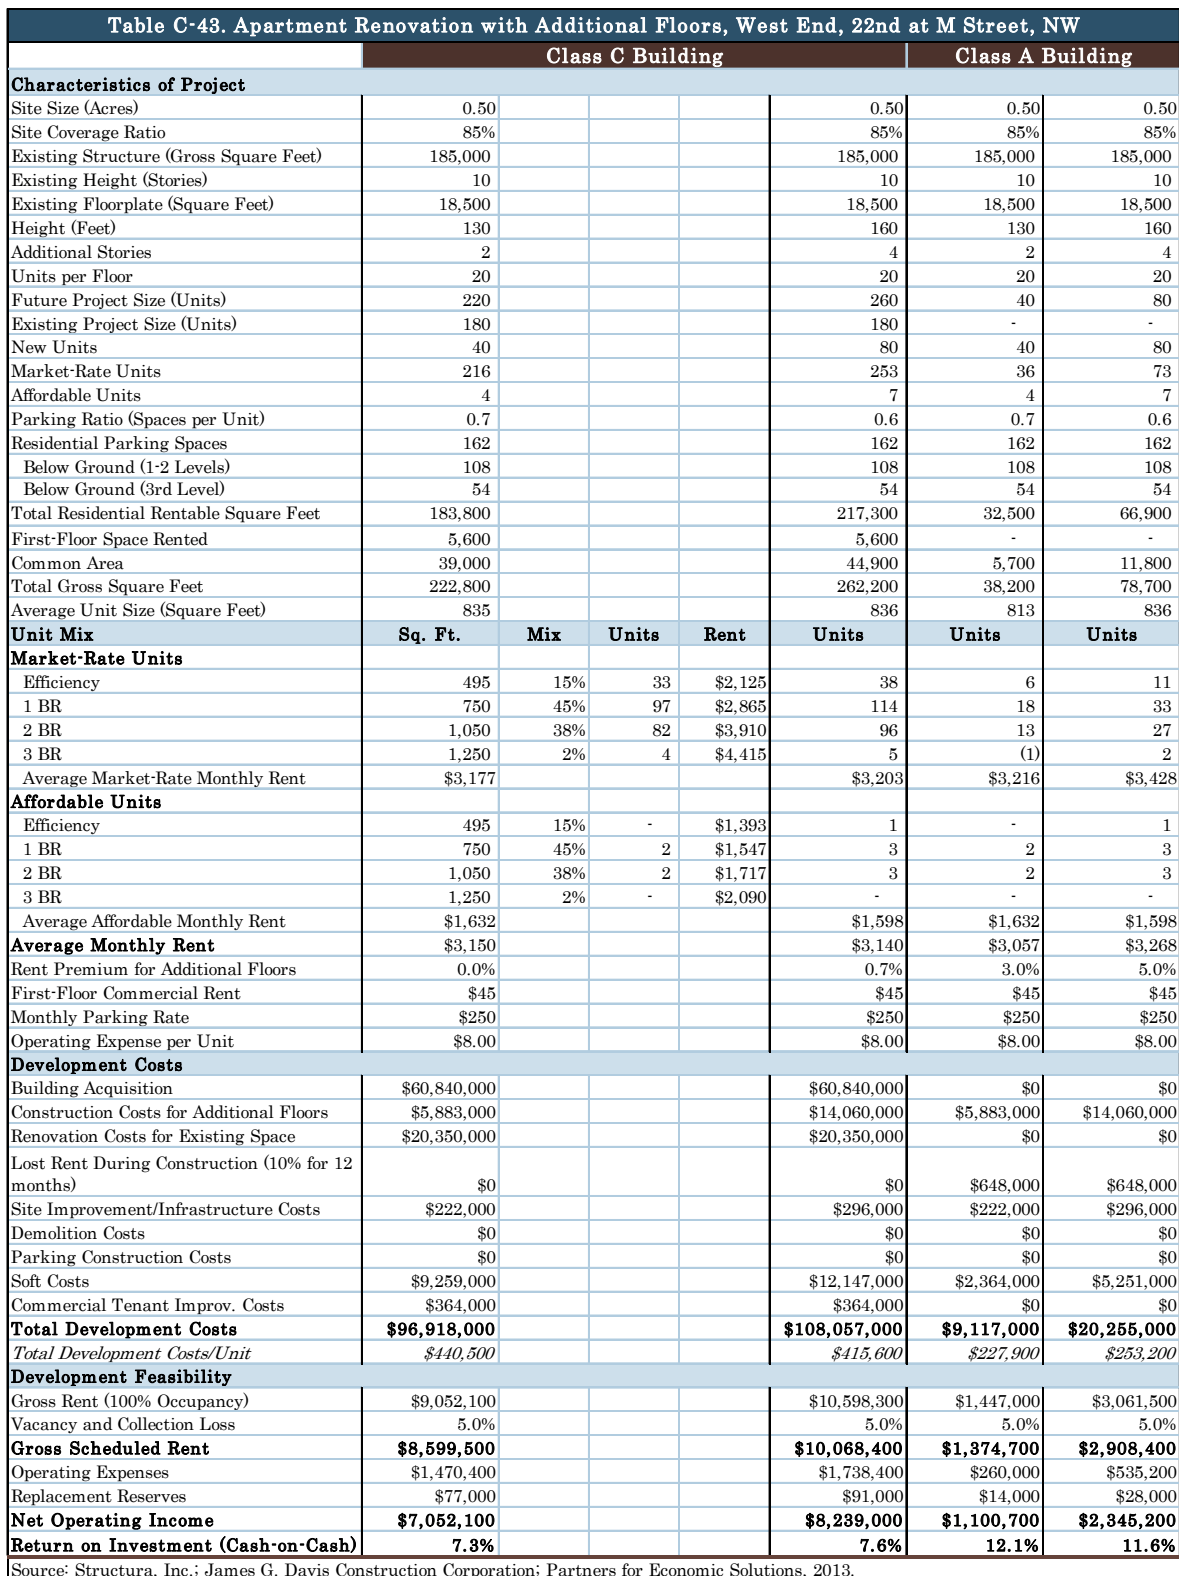 Table C-43. Apartment Renovation with Additional Floors, West End, 22nd at M Street, NW
Class C Building Class A Building
Characteristics of Project
Site Size (Acres) 0.50 0.50 0.50 0.50
Site Coverage Ratio 85% 85% 85% 85%
Existing Structure (Gross Square Feet) 185,000 185,000 185,000 185,000
Existing Height (Stories) 10 10 10 10
Existing Floorplate (Square Feet) 18,500 18,500 18,500 18,500
Height (Feet) 130 160 130 160
Additional Stories 2 4 2 4
Units per Floor 20 20 20 20
Future Project Size (Units) 220 260 40 80
Existing Project Size (Units) 180 180 - -
New Units 40 80 40 80
Market-Rate Units 216 253 36 73
Affordable Units 4 7 4 7
Parking Ratio (Spaces per Unit) 0.7 0.6 0.7 0.6
Residential Parking Spaces 162 162 162 162
Below Ground (1-2 Levels) 108 108 108 108
Below Ground (3rd Level) 54 54 54 54
Total Residential Rentable Square Feet 183,800 217,300 32,500 66,900
First-Floor Space Rented 5,600 5,600 - -
Common Area 39,000 44,900 5,700 11,800
Total Gross Square Feet 222,800 262,200 38,200 78,700
Average Unit Size (Square Feet) 835 836 813 836
Unit Mix Sq. Ft. Mix Units Rent Units Units Units
Market-Rate Units
Efficiency 495 15% 33 $2,125 38 6 11
1 BR 750 45% 97 $2,865 114 18 33
2 BR 1,050 38% 82 $3,910 96 13 27
3 BR 1,250 2% 4 $4,415 5 (1) 2
Average Market-Rate Monthly Rent $3,177 $3,203 $3,216 $3,428
Affordable Units
Efficiency 495 15% - $1,393 1 - 1
1 BR 750 45% 2 $1,547 3 2 3
2 BR 1,050 38% 2 $1,717 3 2 3
3 BR 1,250 2% - $2,090 - - -
Average Affordable Monthly Rent $1,632 $1,598 $1,632 $1,598
Average Monthly Rent $3,150 $3,140 $3,057 $3,268
Rent Premium for Additional Floors 0.0% 0.7% 3.0% 5.0%
First-Floor Commercial Rent $45 $45 $45 $45
Monthly Parking Rate $250 $250 $250 $250
Operating Expense per Unit $8.00 $8.00 $8.00 $8.00
Development Costs
Building Acquisition $60,840,000 $60,840,000 $0 $0
Construction Costs for Additional Floors $5,883,000 $14,060,000 $5,883,000 $14,060,000
Renovation Costs for Existing Space $20,350,000 $20,350,000 $0 $0
Lost Rent During Construction (10% for 12
months) $0 $0 $648,000 $648,000
Site Improvement/Infrastructure Costs $222,000 $296,000 $222,000 $296,000
Demolition Costs $0 $0 $0 $0
Parking Construction Costs $0 $0 $0 $0
Soft Costs $9,259,000 $12,147,000 $2,364,000 $5,251,000
Commercial Tenant Improv. Costs $364,000 $364,000 $0 $0
Total Development Costs $96,918,000 $108,057,000 $9,117,000 $20,255,000
Total Development Costs/Unit $440,500 $415,600 $227,900 $253,200
Development Feasibility
Gross Rent (100% Occupancy) $9,052,100 $10,598,300 $1,447,000 $3,061,500
Vacancy and Collection Loss 5.0% 5.0% 5.0% 5.0%
Gross Scheduled Rent $8,599,500 $10,068,400 $1,374,700 $2,908,400
Operating Expenses $1,470,400 $1,738,400 $260,000 $535,200
Replacement Reserves $77,000 $91,000 $14,000 $28,000
Net Operating Income $7,052,100 $8,239,000 $1,100,700 $2,345,200
Return on Investment (Cash-on-Cash) 7.3% 7.6% 12.1% 11.6%
Source: Structura, Inc.; James G. Davis Construction Corporation; Partners for Economic Solutions, 2013.